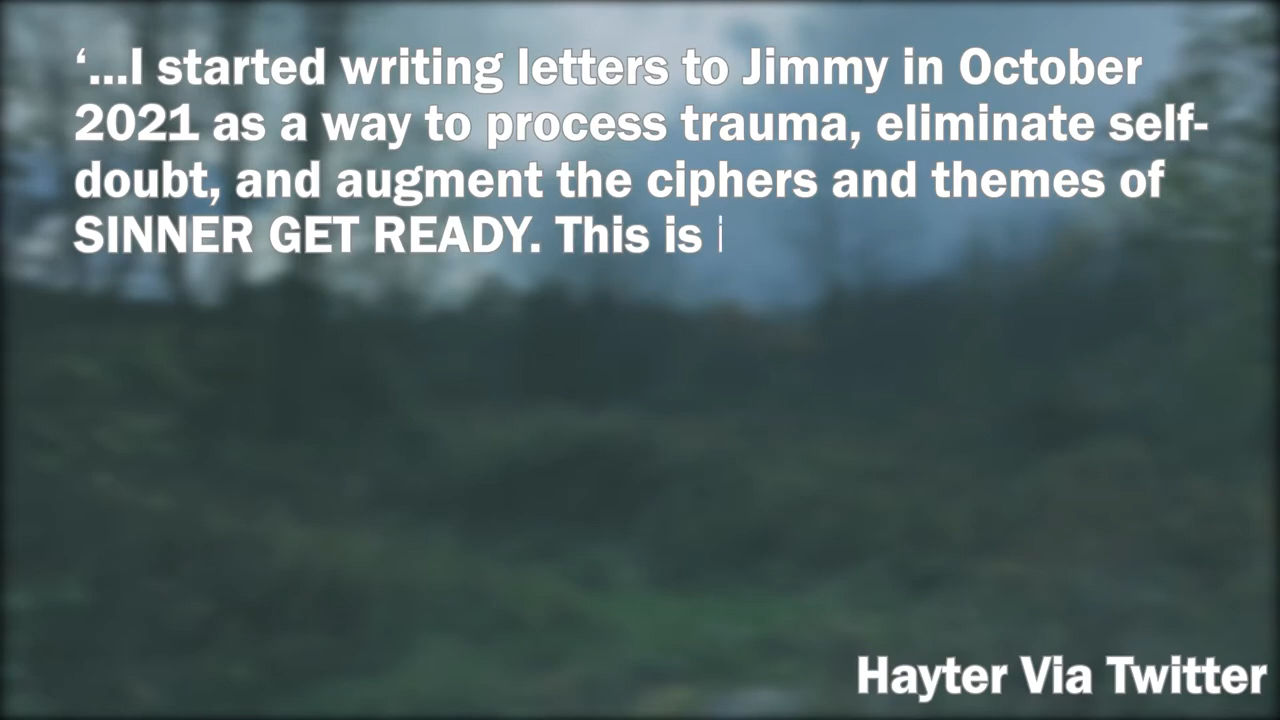 ‘...I started writing letters to Jimmy in October
2021 as a way to process trauma, eliminate self-
doubt, and augment the ciphers and themes of
SINNER GET READY. This is
Hayter Via Twitter